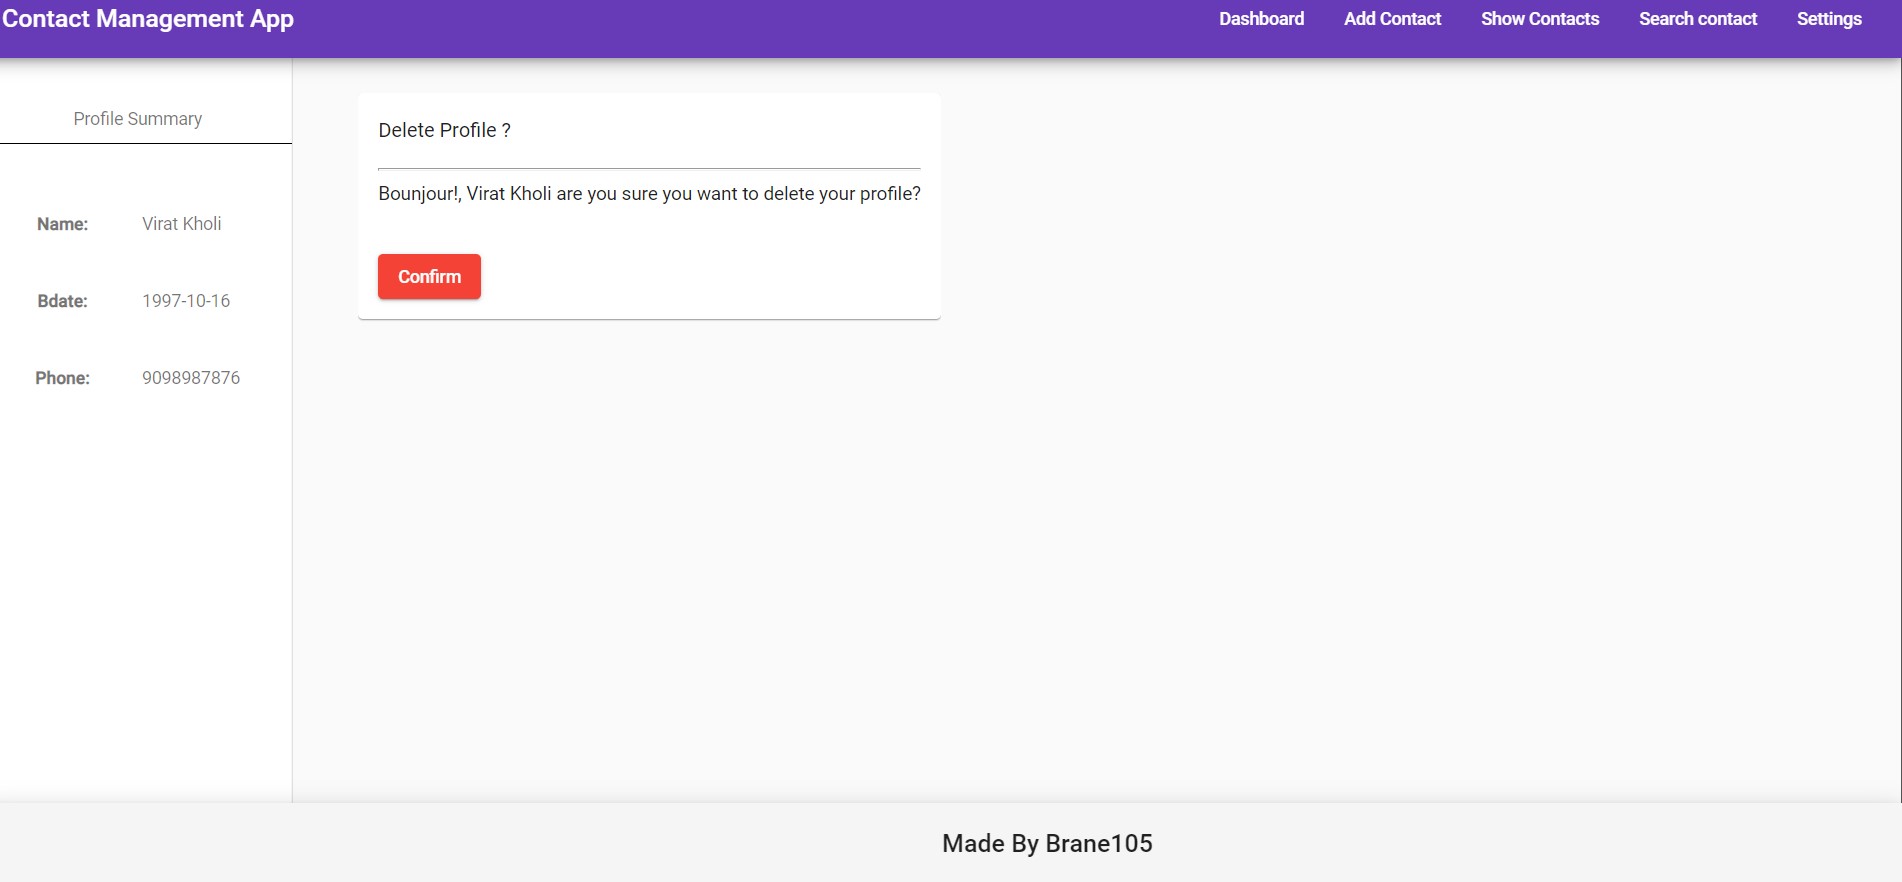 Contact Management App
Dashboard Add Contact Show Contacts Search contact Settings
Profile Summary
Name: Virat Kholi
Bdate: 1997-10-16
Phone: 9098987876
Delete Profile ?
Bounjour!, Virat Kholi are you sure you want to delete your profile?
Confirm
Made By Brane105